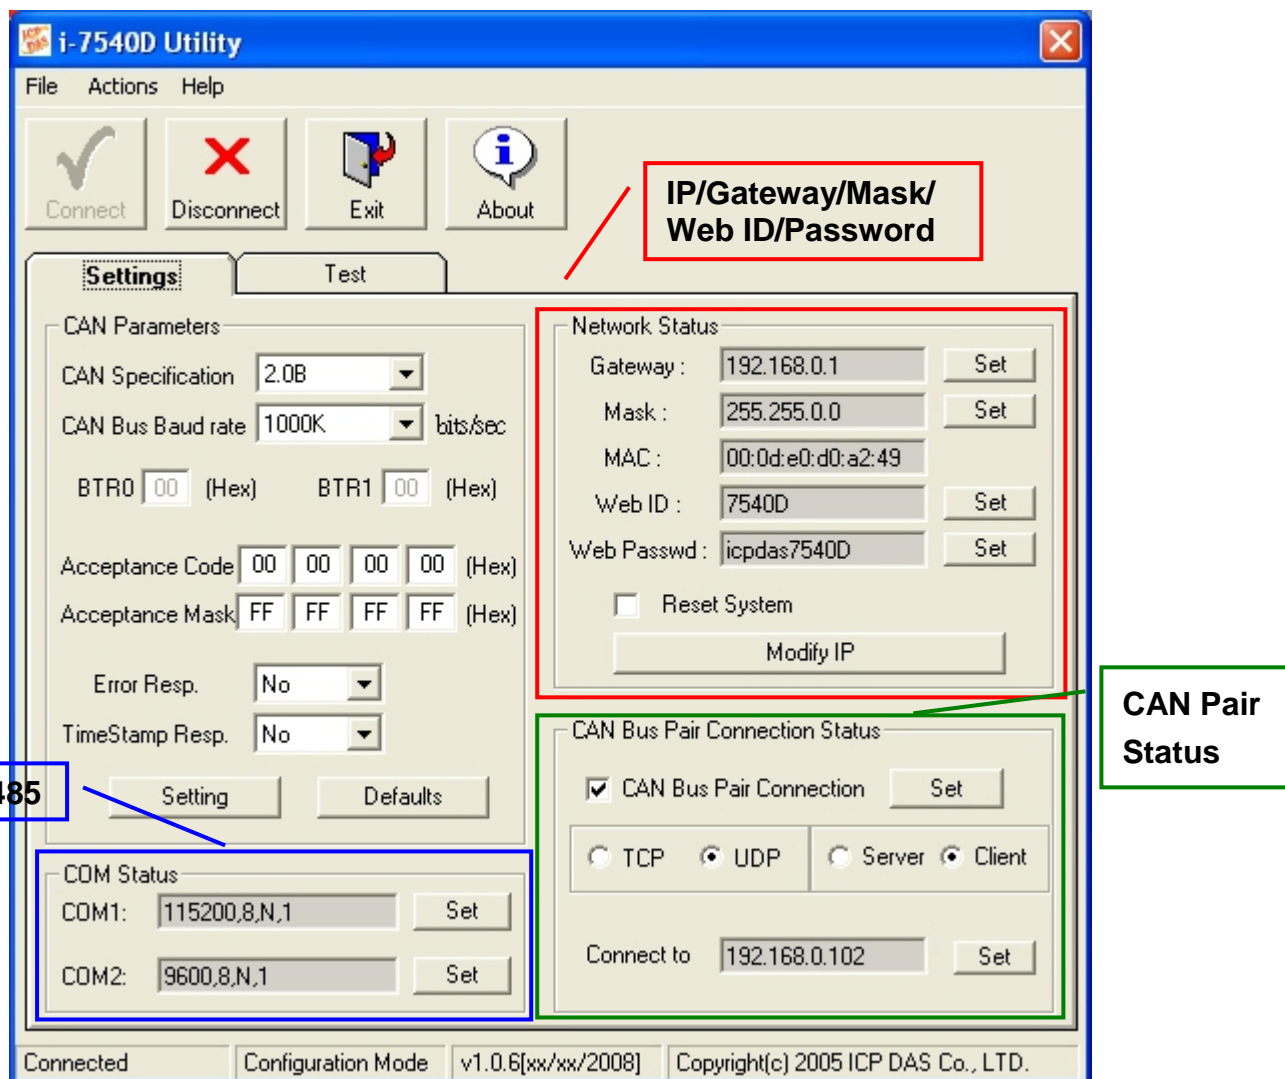 i-7540D Utility
File Actions Help
Connect Disconnect Exit About
IP/Gateway/Mask/
Web ID/Password
Settings Test
CAN Parameters
CAN Specification 2.0B
CAN Bus Baud rate 1000K bits/sec
BTR0 00 (Hex) BTR1 00 (Hex)
Acceptance Code 00 00 00 00 (Hex)
Acceptance Mask FF FF FF FF (Hex)
Error Resp. No
TimeStamp Resp. No
Setting Defaults
485
COM Status
COM1: 115200,8,N,1 Set
COM2: 9600,8,N,1 Set
Network Status
Gateway : 192.168.0.1 Set
Mask : 255.255.0.0 Set
MAC : 00:0d:e0:d0:a2:49
Web ID : 7540D Set
Web Passwd : icpdas7540D Set
Reset System
Modify IP
CAN Bus Pair Connection Status
CAN Bus Pair Connection Set
TCP UDP Server Client
Connect to 192.168.0.102 Set
CAN Pair
Status
Connected Configuration Mode v1.0.6[xx/xx/2008] Copyright(c) 2005 ICP DAS Co., LTD.